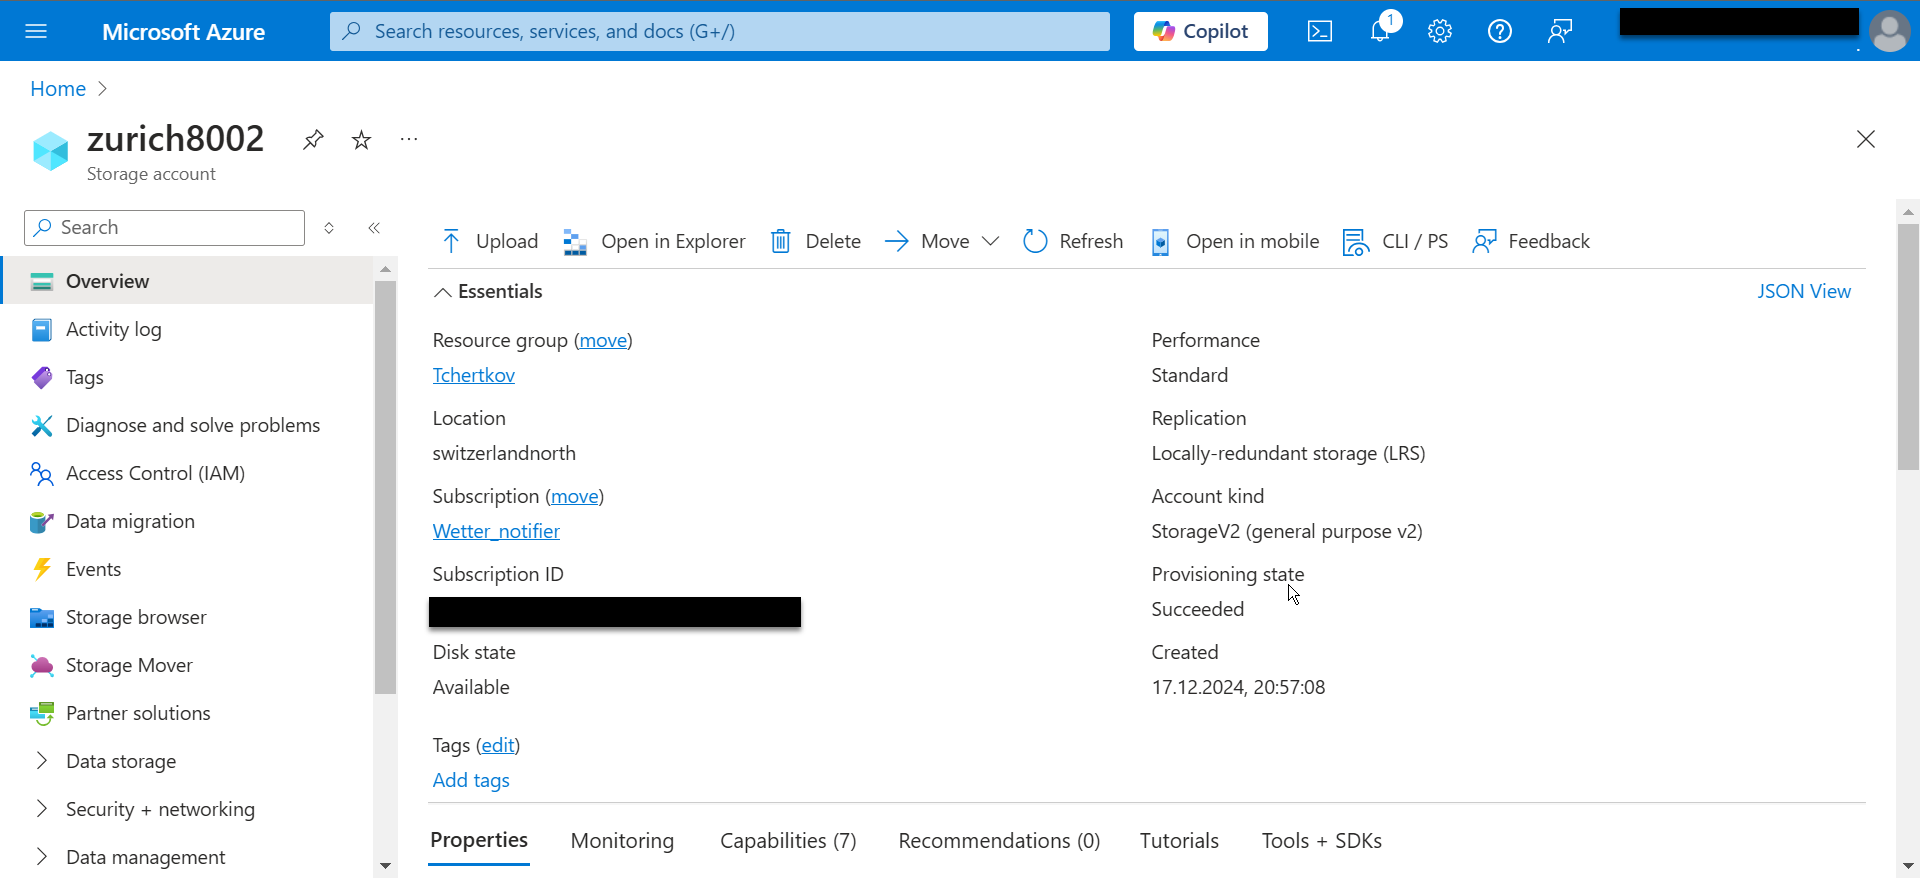 Microsoft Azure
Search resources, services, and docs (G+/)
Copilot
1
Home
zurich8002
Storage account
Search
Overview
Activity log
Tags
Diagnose and solve problems
Access Control (IAM)
Data migration
Events
Storage browser
Storage Mover
Partner solutions
Data storage
Security + networking
Data management
Upload
Open in Explorer
Delete
Move
Refresh
Open in mobile
CLI / PS
Feedback
Essentials
JSON View
Resource group (move)
Tchertkov
Location
switzerlandnorth
Subscription (move)
Wetter_notifier
Subscription ID
Disk state
Available
Tags (edit)
Add tags
Performance
Standard
Replication
Locally-redundant storage (LRS)
Account kind
StorageV2 (general purpose v2)
Provisioning state
Succeeded
Created
17.12.2024, 20:57:08
Properties
Monitoring
Capabilities (7)
Recommendations (0)
Tutorials
Tools + SDKs